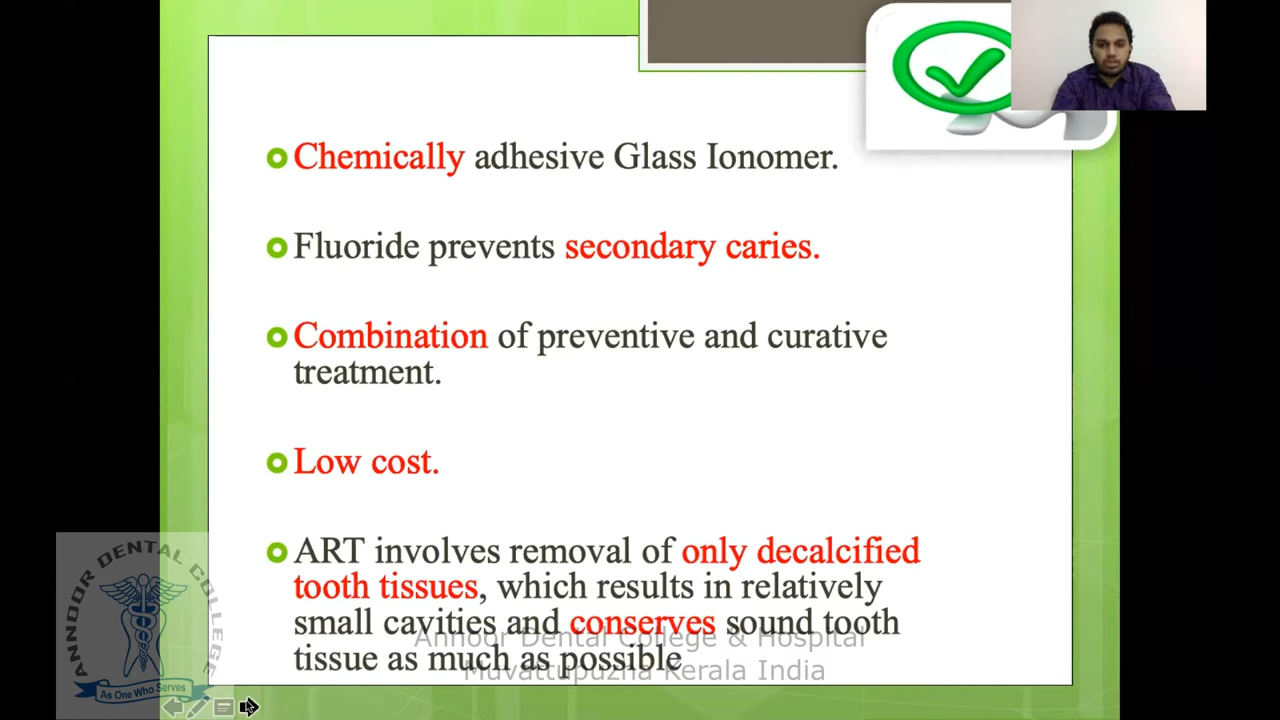 Chemically adhesive Glass Ionomer.
Fluoride prevents secondary caries.
Combination of preventive and curative
treatment.
Low cost.
ART involves removal of only decalcified
tooth tissues, which results in relatively
small cavities and conserves sound tooth
tissue as much as possible
Annoor Dental College & Hospital
Muvattupuzha Kerala India
ANNOOR DENTAL COLLEGE
As One Who Serves